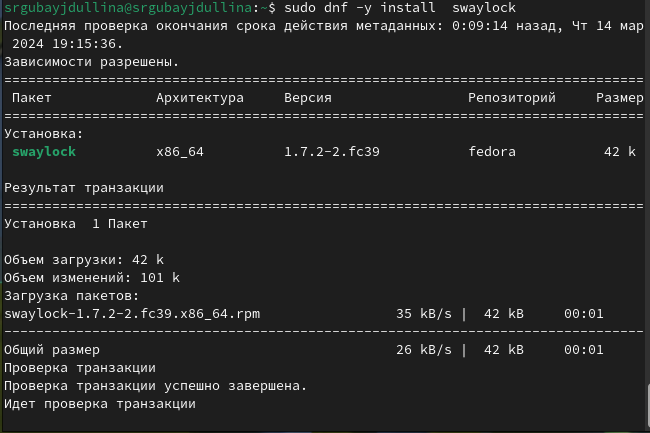 srgubayjdullina@srgubayjdullina:~$ sudo dnf -y install  swaylock
Последняя проверка окончания срока действия метаданных: 0:09:14 назад, Чт 14 мар
 2024 19:15:36.
Зависимости разрешены.
================================================================================
 Пакет             Архитектура     Версия                 Репозиторий     Размер
================================================================================
Установка:
 swaylock          x86_64          1.7.2-2.fc39           fedora           42 k

Результат транзакции
================================================================================
Установка  1 Пакет

Объем загрузки: 42 k
Объем изменений: 101 k
Загрузка пакетов:
swaylock-1.7.2-2.fc39.x86_64.rpm                 35 kB/s |  42 kB     00:01
--------------------------------------------------------------------------------
Общий размер                                     26 kB/s |  42 kB     00:01
Проверка транзакции
Проверка транзакции успешно завершена.
Идет проверка транзакции